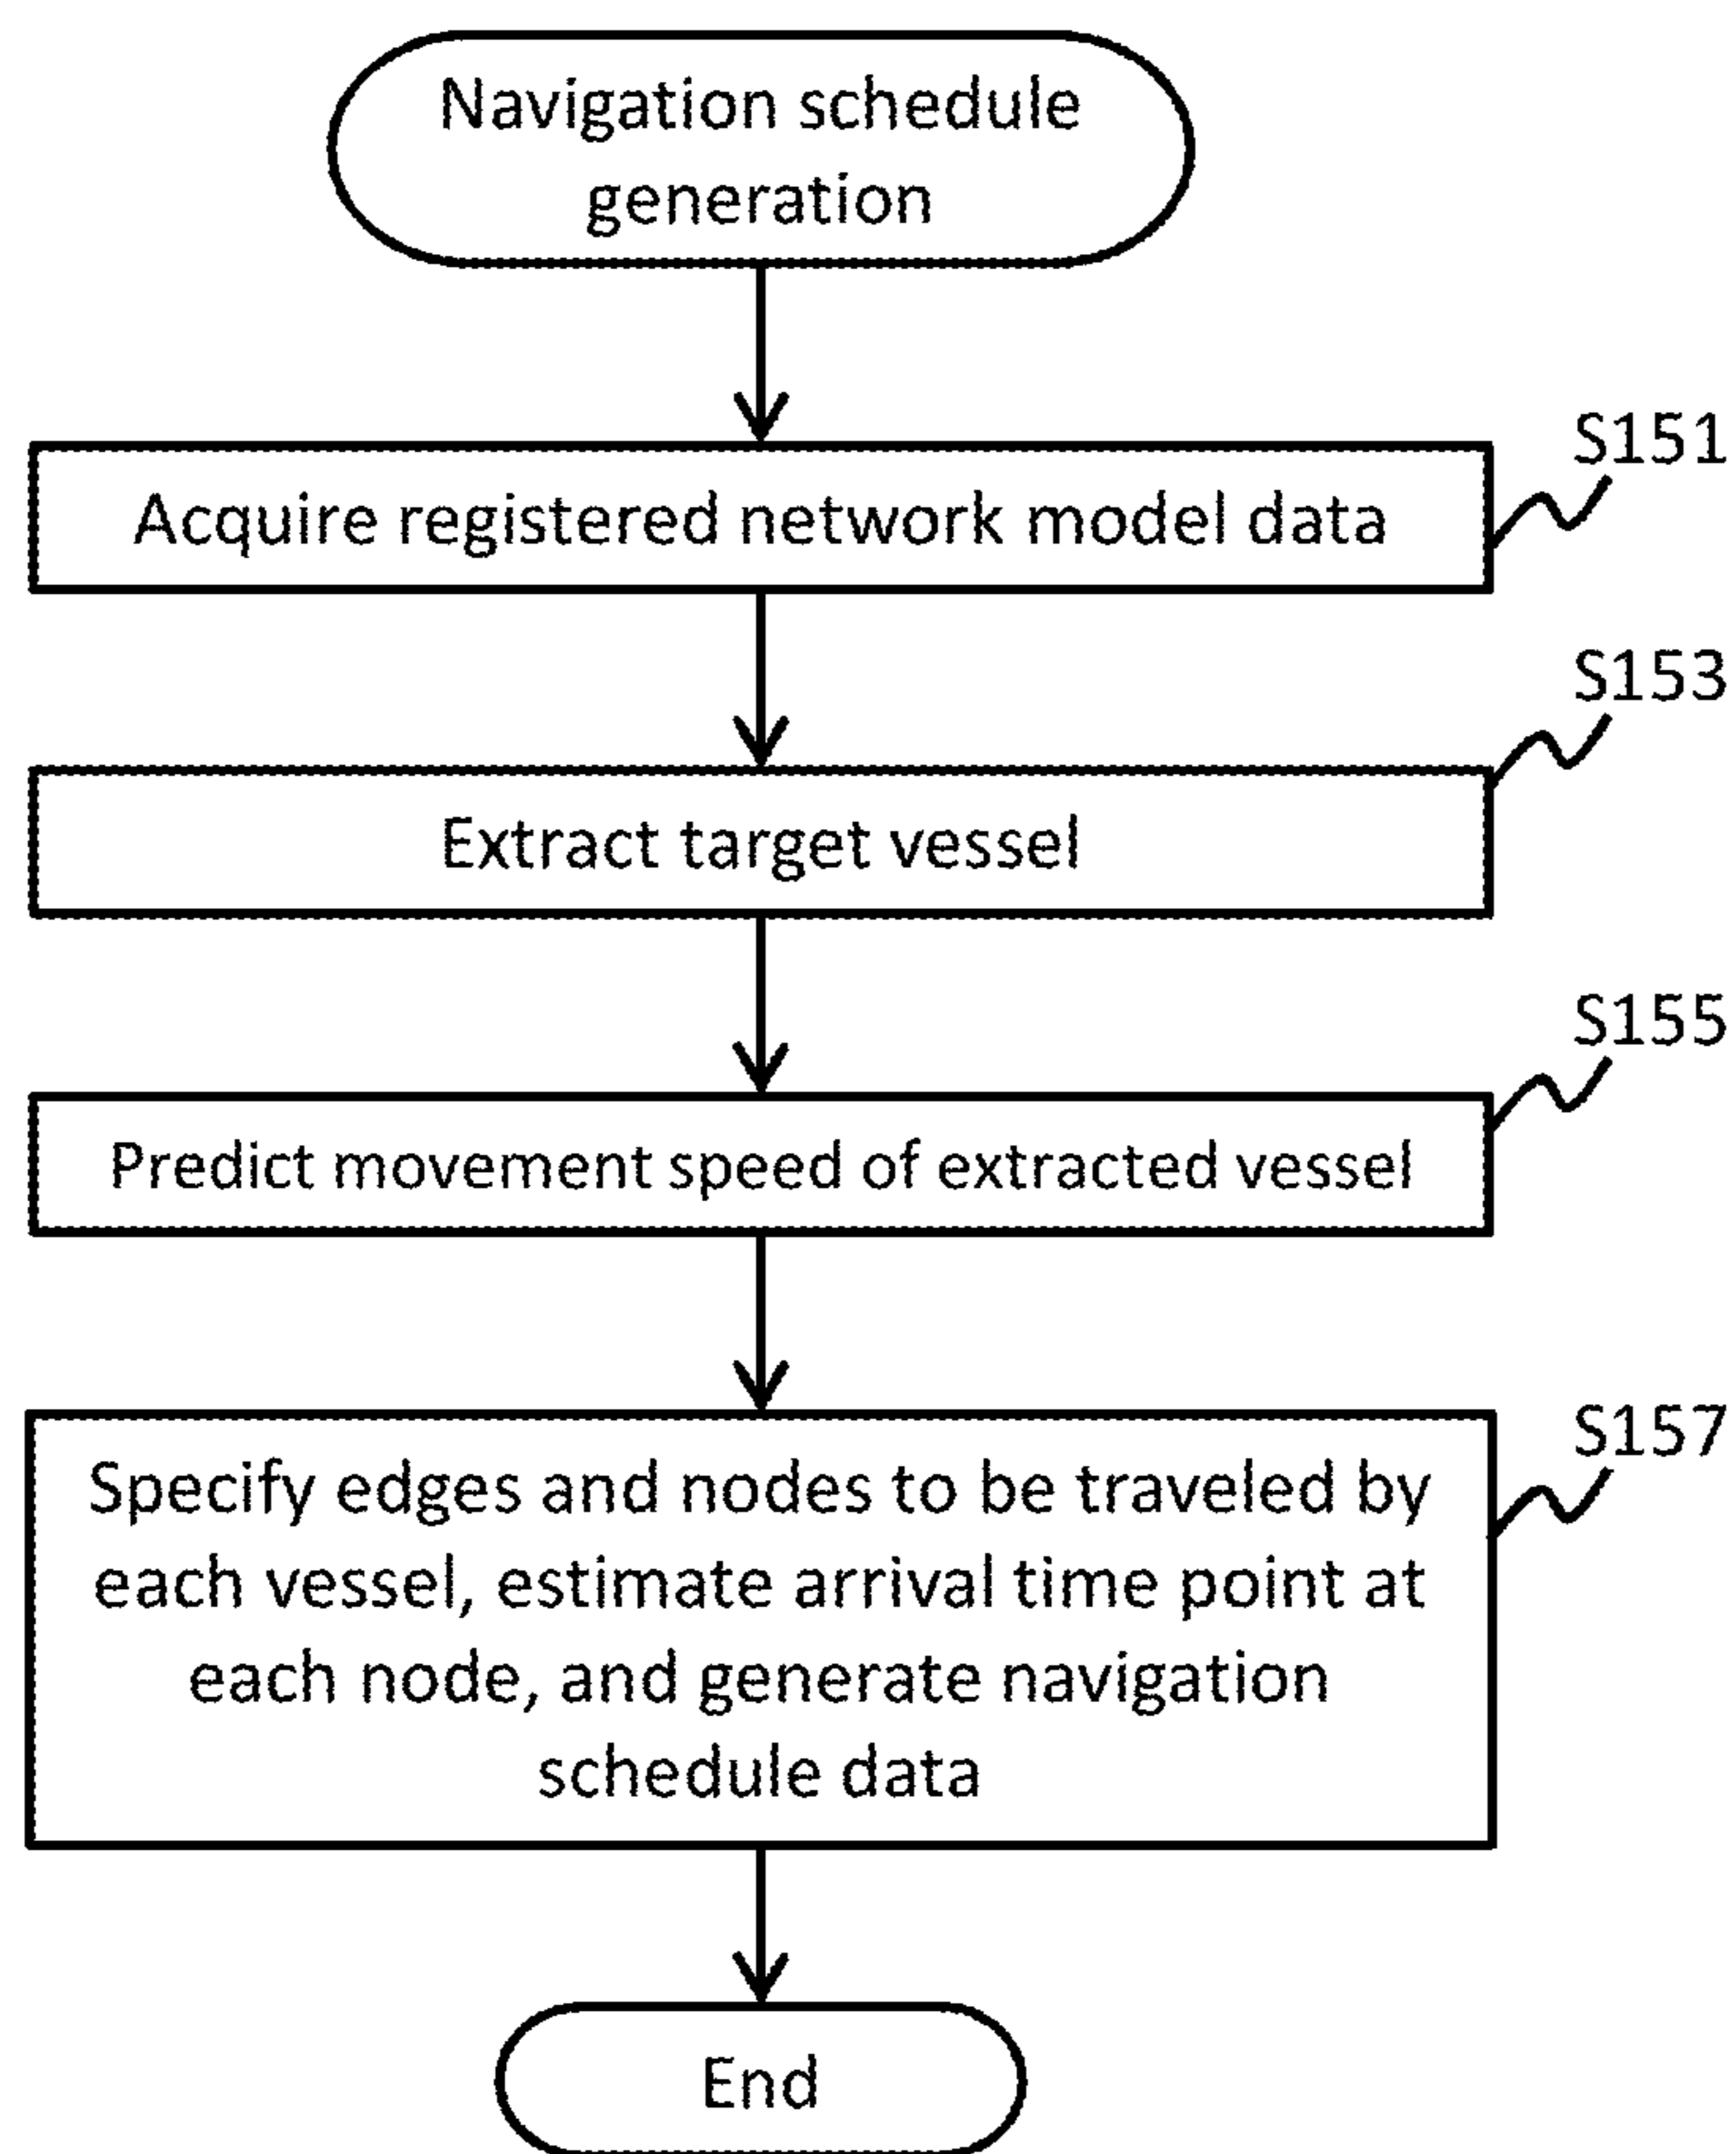 Navigation schedule
generation
S151
Acquire registered network model data
S153
Extract target vessel
S155
Predict movement speed of extracted vessel
S157
Specify edges and nodes to be traveled by
each vessel, estimate arrival time point at
each node, and generate navigation
schedule data
End